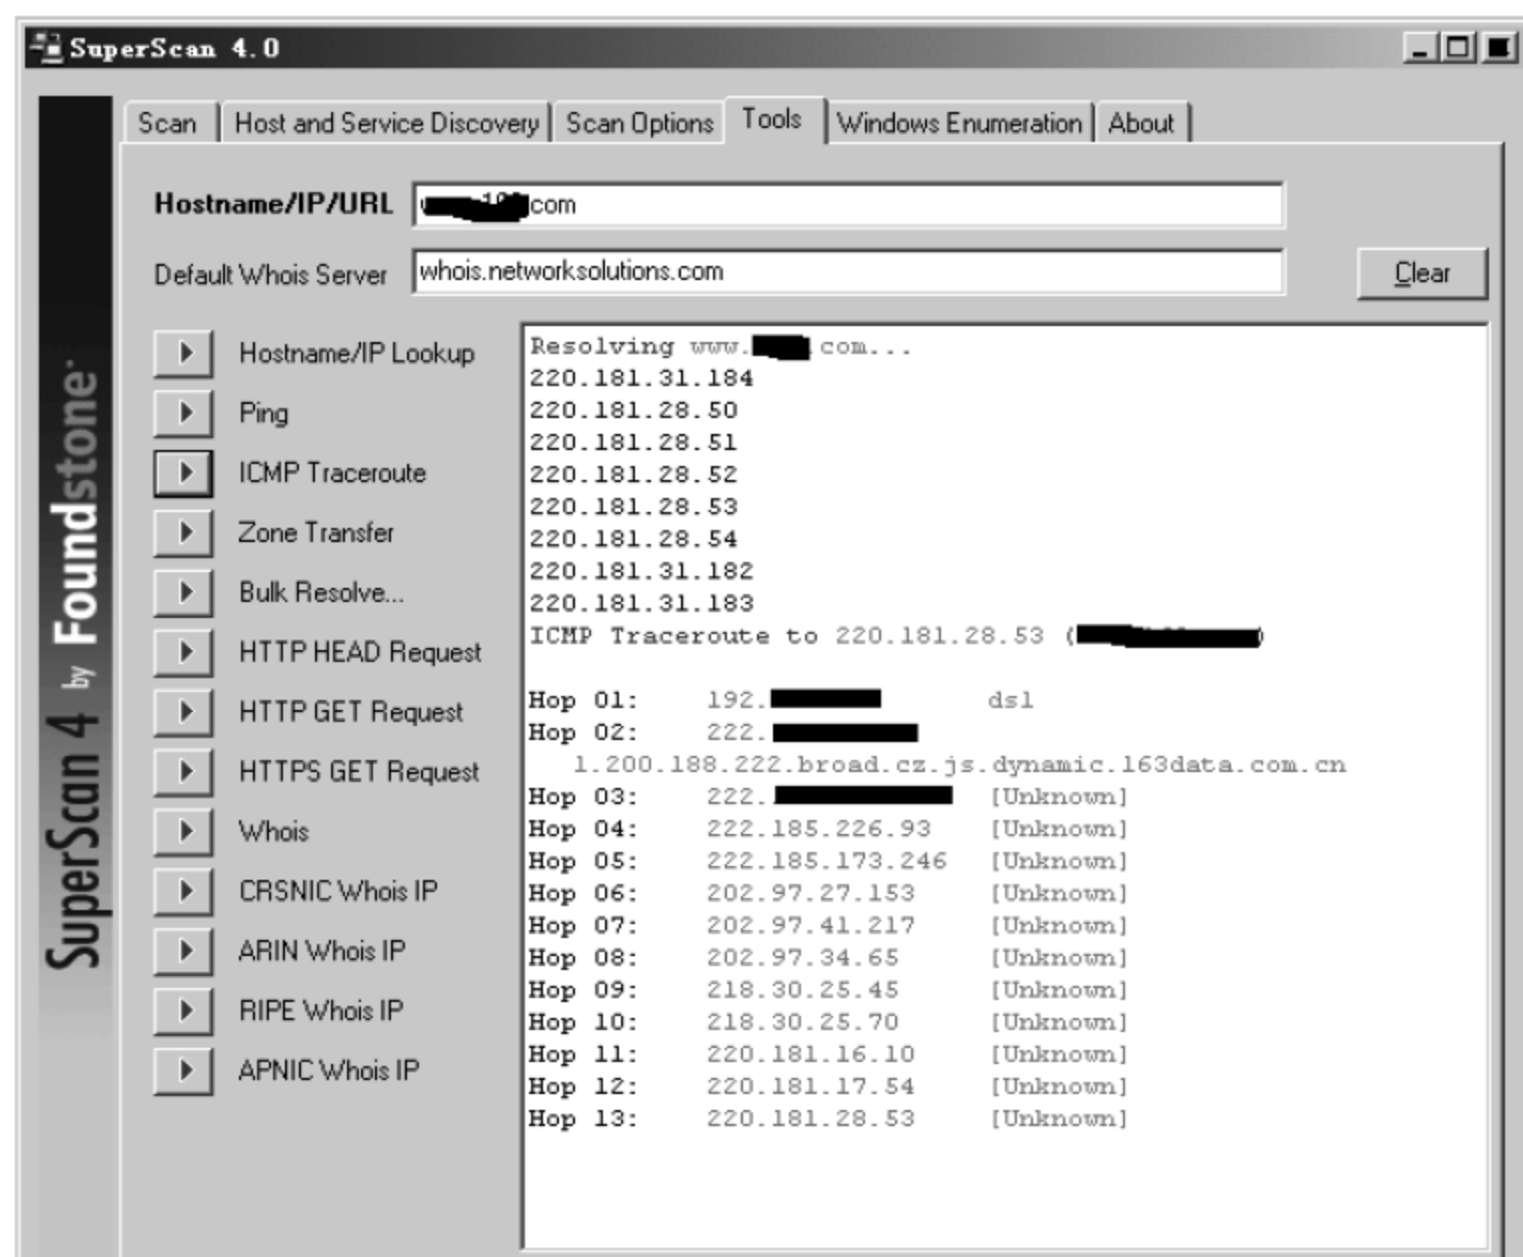 SuperScan 4.0
Scan
Host and Service Discovery
Scan Options
Tools
Windows Enumeration
About
Hostname/IP/URL
com
Default Whois Server
whois.networksolutions.com
Clear
SuperScan 4 by Foundstone
Hostname/IP Lookup
Ping
ICMP Traceroute
Zone Transfer
Bulk Resolve...
HTTP HEAD Request
HTTP GET Request
HTTPS GET Request
Whois
CRSNIC Whois IP
ARIN Whois IP
RIPE Whois IP
APNIC Whois IP
Resolving www. .com...
220.181.31.184
220.181.28.50
220.181.28.51
220.181.28.52
220.181.28.53
220.181.28.54
220.181.31.182
220.181.31.183
ICMP Traceroute to 220.181.28.53 ( )
Hop 01: 192. dsl
Hop 02: 222.
1.200.188.222.broad.cz.js.dynamic.163data.com.cn
Hop 03: 222. [Unknown]
Hop 04: 222.185.226.93 [Unknown]
Hop 05: 222.185.173.246 [Unknown]
Hop 06: 202.97.27.153 [Unknown]
Hop 07: 202.97.41.217 [Unknown]
Hop 08: 202.97.34.65 [Unknown]
Hop 09: 218.30.25.45 [Unknown]
Hop 10: 218.30.25.70 [Unknown]
Hop 11: 220.181.16.10 [Unknown]
Hop 12: 220.181.17.54 [Unknown]
Hop 13: 220.181.28.53 [Unknown]